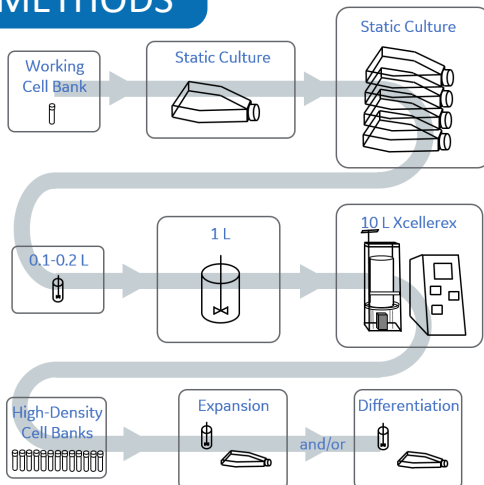 METHODS
Working
Cell Bank
Static Culture
Static Culture
0.1-0.2 L
1 L
10 L Xcellerex
High-Density
Cell Banks
Expansion
and/or
Differentiation